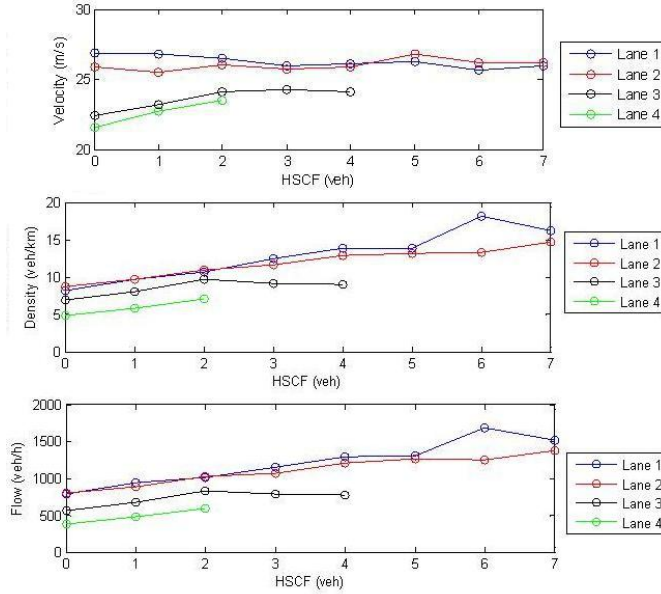 30
25
20
Velocity (m/s)
0 1 2 3 4 5 6 7
HSCF (veh)
Lane 1
Lane 2
Lane 3
Lane 4
20
15
10
5
0
Density (veh/km)
0 1 2 3 4 5 6 7
HSCF (veh)
Lane 1
Lane 2
Lane 3
Lane 4
2000
1500
1000
500
0
Flow (veh/h)
0 1 2 3 4 5 6 7
HSCF (veh)
Lane 1
Lane 2
Lane 3
Lane 4